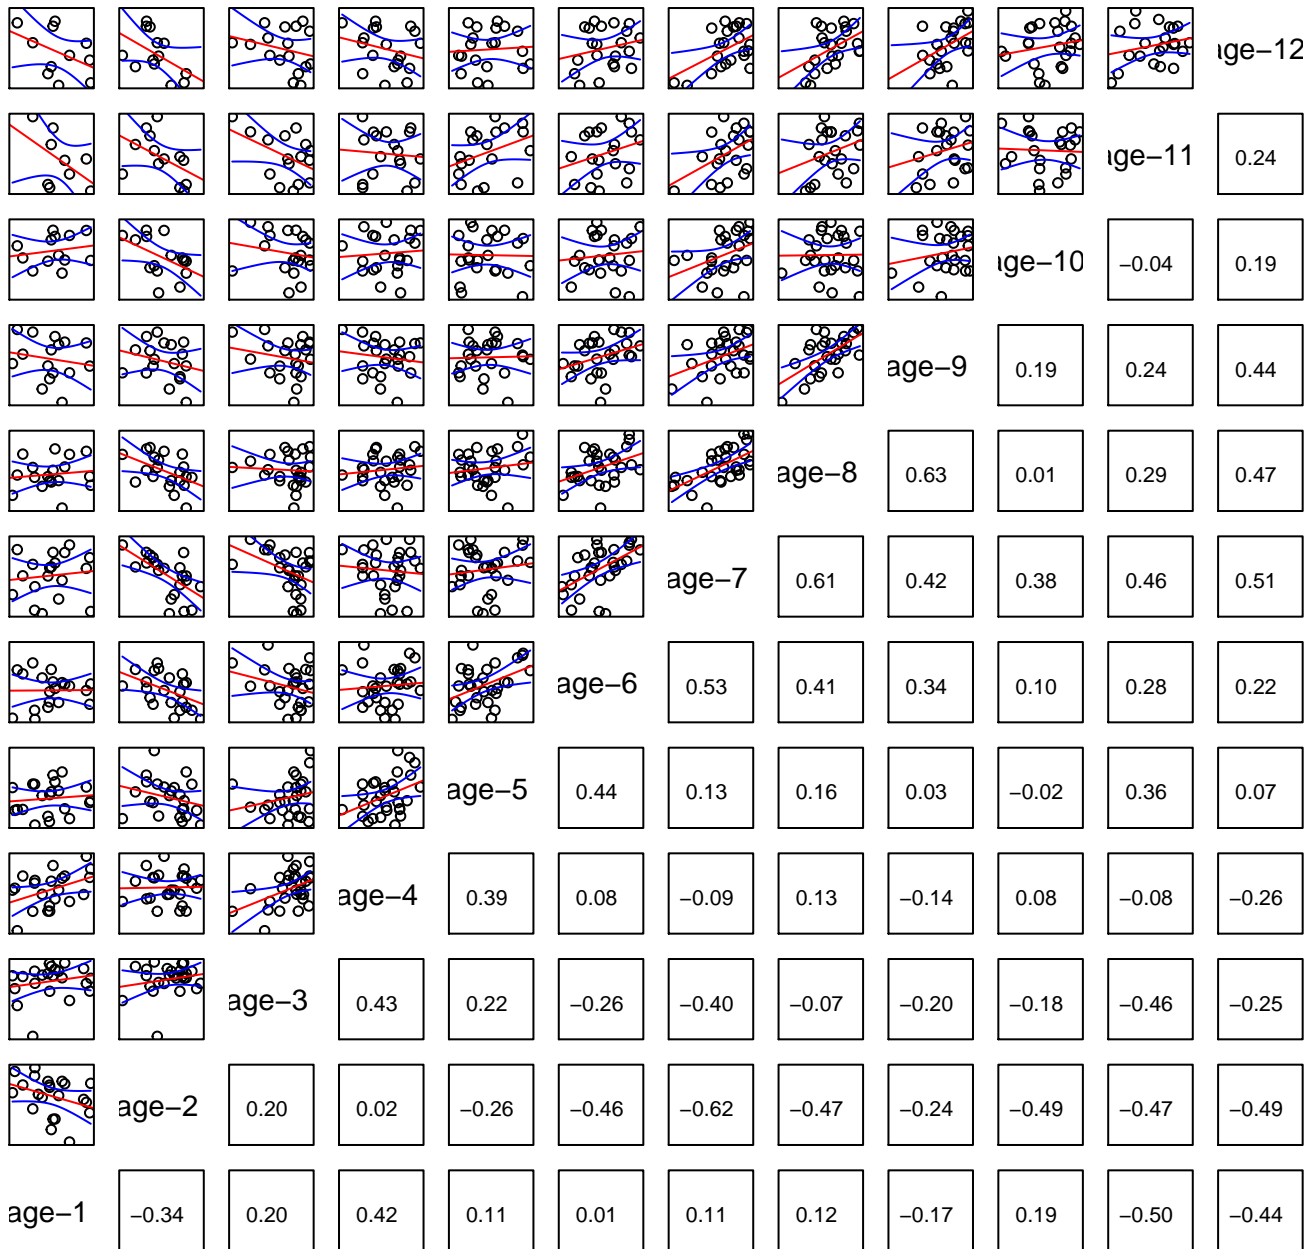 ıge−12
ıge−11 0.24
ıge−10 −0.04 0.19
age−9 0.19 0.24 0.44
age−8 0.63 0.01 0.29 0.47
age−7 0.61 0.42 0.38 0.46 0.51
age−6 0.53 0.41 0.34 0.10 0.28 0.22
age−5 0.44 0.13 0.16 0.03 −0.02 0.36 0.07
age−4 0.39 0.08 −0.09 0.13 −0.14 0.08 −0.08 −0.26
age−3 0.43 0.22 −0.26 −0.40 −0.07 −0.20 −0.18 −0.46 −0.25
age−2 0.20 0.02 −0.26 −0.46 −0.62 −0.47 −0.24 −0.49 −0.47 −0.49
age−1 −0.34 0.20 0.42 0.11 0.01 0.11 0.12 −0.17 0.19 −0.50 −0.44